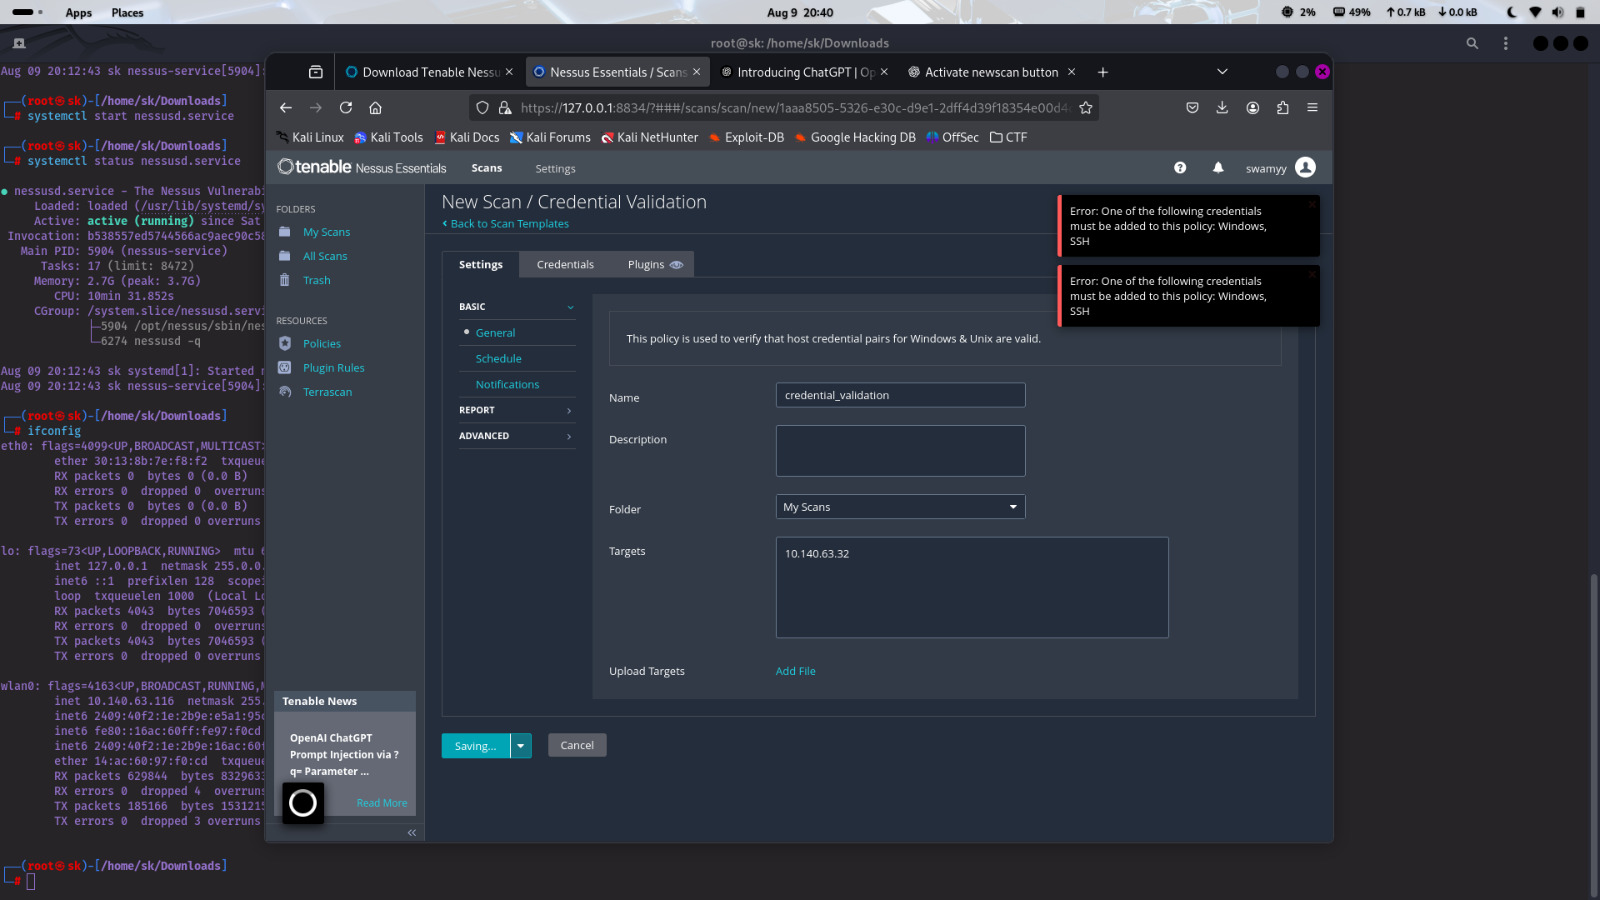 Apps Places
Aug 9 20:40
2% 49% 0.7 kB 0.0 kB
root@sk: /home/sk/Downloads
Aug 09 20:12:43 sk nessus-service[5904]:
(root㉿sk)-[/home/sk/Downloads]
# systemctl start nessusd.service
(root㉿sk)-[/home/sk/Downloads]
# systemctl status nessusd.service
● nessusd.service - The Nessus Vulnerabi
Loaded: loaded (/usr/lib/systemd/sy
Active: active (running) since Sat
Invocation: b538557ed5744566ac9aec90c58
Main PID: 5904 (nessus-service)
Tasks: 17 (limit: 8472)
Memory: 2.7G (peak: 3.7G)
CPU: 10min 31.852s
CGroup: /system.slice/nessusd.servi
├─5904 /opt/nessus/sbin/nes
└─6274 nessusd -q
Aug 09 20:12:43 sk systemd[1]: Started
Aug 09 20:12:43 sk nessus-service[5904]:
(root㉿sk)-[/home/sk/Downloads]
# ifconfig
eth0: flags=4099<UP,BROADCAST,MULTICAST>
ether 30:13:8b:7e:f8:f2 txqueue
RX packets 0 bytes 0 (0.0 B)
RX errors 0 dropped 0 overruns
TX packets 0 bytes 0 (0.0 B)
TX errors 0 dropped 0 overruns
lo: flags=73<UP,LOOPBACK,RUNNING> mtu 6
inet 127.0.0.1 netmask 255.0.0.
inet6 ::1 prefixlen 128 scopei
loop txqueuelen 1000 (Local Lo
RX packets 4043 bytes 7046593 (
RX errors 0 dropped 0 overruns
TX packets 4043 bytes 7046593 (
TX errors 0 dropped 0 overruns
wlan0: flags=4163<UP,BROADCAST,RUNNING,M
inet 10.140.63.116 netmask 255.
inet6 2409:40f2:1e:2b9e:e5a1:95c
inet6 fe80::16ac:60ff:fe97:f0cd
inet6 2409:40f2:1e:2b9e:16ac:60f
ether 14:ac:60:97:f0:cd txqueue
RX packets 629844 bytes 8329633
RX errors 0 dropped 4 overruns
TX packets 185166 bytes 1531215
TX errors 0 dropped 3 overruns
(root㉿sk)-[/home/sk/Downloads]
#
Download Tenable Nessu
Nessus Essentials / Scans
Introducing ChatGPT | Op
Activate newscan button
https://127.0.0.1:8834/?###/scans/scan/new/1aaa8505-5326-e30c-d9e1-2dff4d39f18354e00d4
Kali Linux Kali Tools Kali Docs Kali Forums Kali NetHunter Exploit-DB Google Hacking DB OffSec CTF
tenable Nessus Essentials Scans Settings swamyy
FOLDERS
My Scans
All Scans
Trash
RESOURCES
Policies
Plugin Rules
Terrascan
Tenable News
OpenAI ChatGPT
Prompt Injection via ?
q= Parameter ...
Read More
New Scan / Credential Validation
Back to Scan Templates
Error: One of the following credentials
must be added to this policy: Windows,
SSH
Error: One of the following credentials
must be added to this policy: Windows,
SSH
Settings Credentials Plugins
BASIC
General
Schedule
Notifications
REPORT
ADVANCED
This policy is used to verify that host credential pairs for Windows & Unix are valid.
Name credential_validation
Description
Folder My Scans
Targets 10.140.63.32
Upload Targets Add File
Saving... Cancel